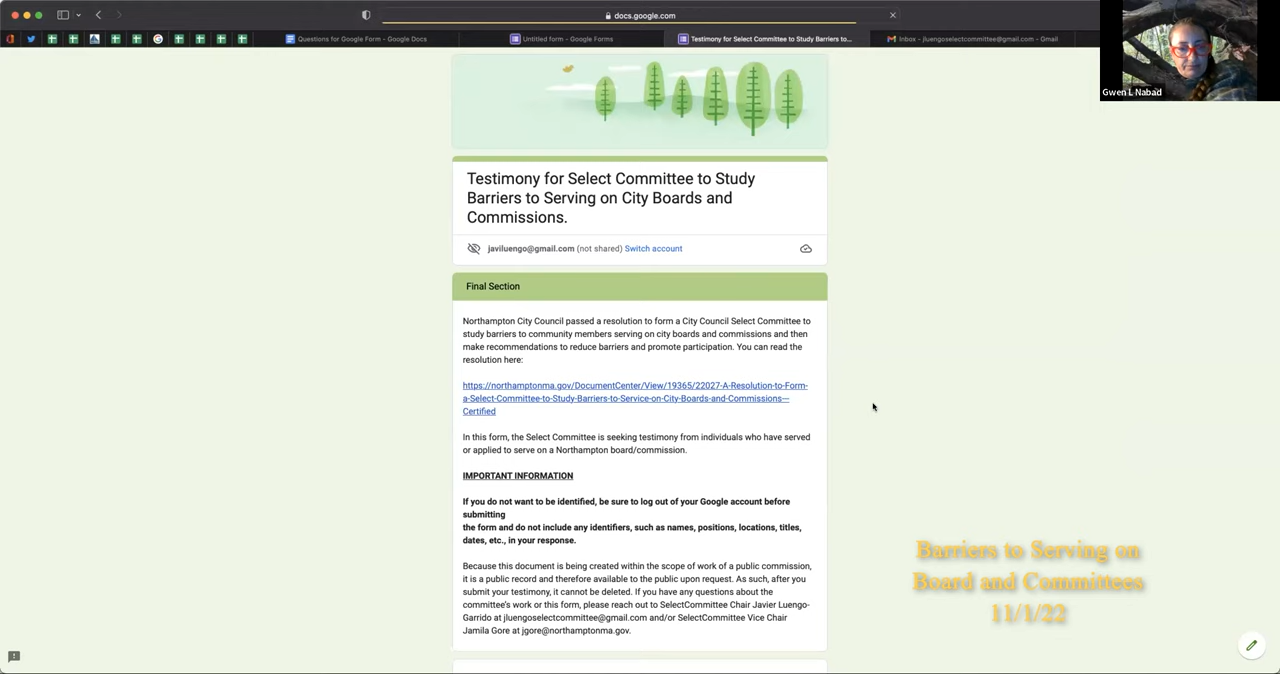 docs.google.com
Questions for Google Form - Google Docs
Untitled form - Google Forms
Testimony for Select Committee to Study Barriers to...
Inbox - jluengoselectcommittee@gmail.com - Gmail
Gwen L Nabad
Testimony for Select Committee to Study
Barriers to Serving on City Boards and
Commissions.
javiluengo@gmail.com (not shared) Switch account
Final Section
Northampton City Council passed a resolution to form a City Council Select Committee to
study barriers to community members serving on city boards and commissions and then
make recommendations to reduce barriers and promote participation. You can read the
resolution here:
https://northamptonma.gov/DocumentCenter/View/19365/22027-A-Resolution-to-Form-
a-Select-Committee-to-Study-Barriers-to-Service-on-City-Boards-and-Commissions---
Certified
In this form, the Select Committee is seeking testimony from individuals who have served
or applied to serve on a Northampton board/commission.
IMPORTANT INFORMATION
If you do not want to be identified, be sure to log out of your Google account before
submitting
the form and do not include any identifiers, such as names, positions, locations, titles,
dates, etc., in your response.
Because this document is being created within the scope of work of a public commission,
it is a public record and therefore available to the public upon request. As such, after you
submit your testimony, it cannot be deleted. If you have any questions about the
committee's work or this form, please reach out to SelectCommittee Chair Javier Luengo-
Garrido at jluengoselectcommittee@gmail.com and/or SelectCommittee Vice Chair
Jamila Gore at jgore@northamptonma.gov.
Barriers to Serving on
Board and Committees
11/1/22